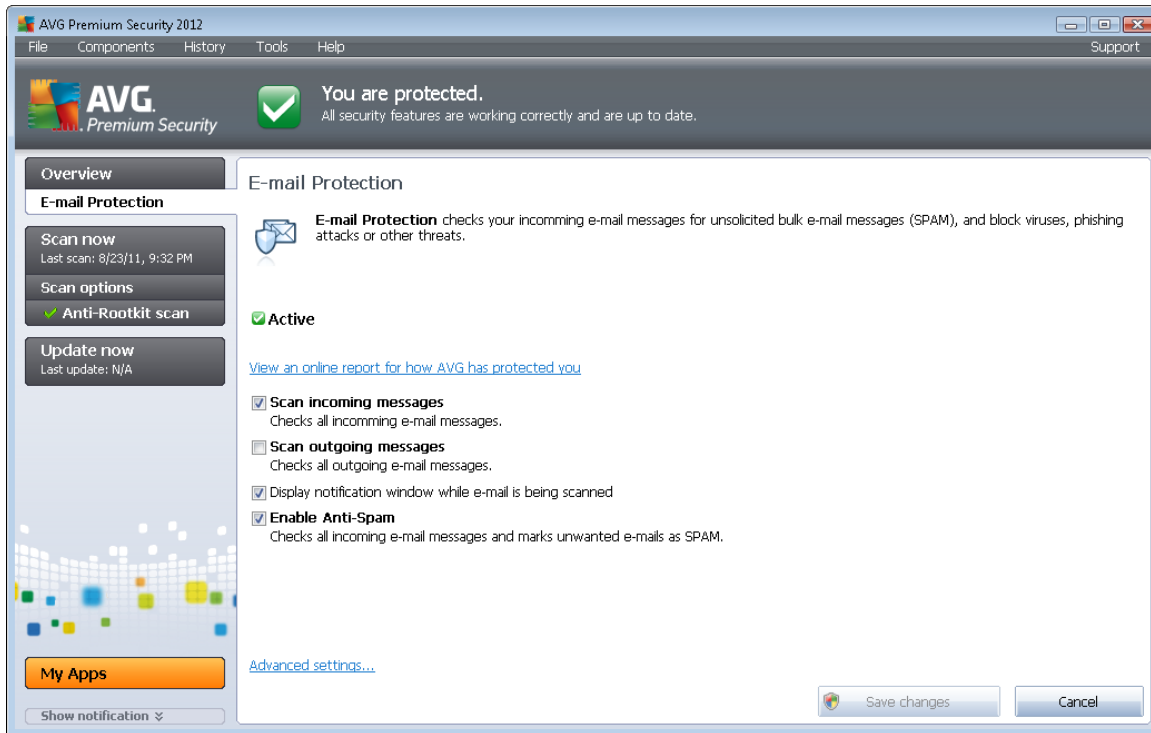 AVG Premium Security 2012
File Components History Tools Help Support
AVG.
Premium Security
You are protected.
All security features are working correctly and are up to date.
Overview
E-mail Protection
Scan now
Last scan: 8/23/11, 9:32 PM
Scan options
Anti-Rootkit scan
Update now
Last update: N/A
My Apps
Show notification
E-mail Protection
E-mail Protection checks your incomming e-mail messages for unsolicited bulk e-mail messages (SPAM), and block viruses, phishing
attacks or other threats.
Active
View an online report for how AVG has protected you
Scan incoming messages
Checks all incomming e-mail messages.
Scan outgoing messages
Checks all outgoing e-mail messages.
Display notification window while e-mail is being scanned
Enable Anti-Spam
Checks all incoming e-mail messages and marks unwanted e-mails as SPAM.
Advanced settings...
Save changes
Cancel